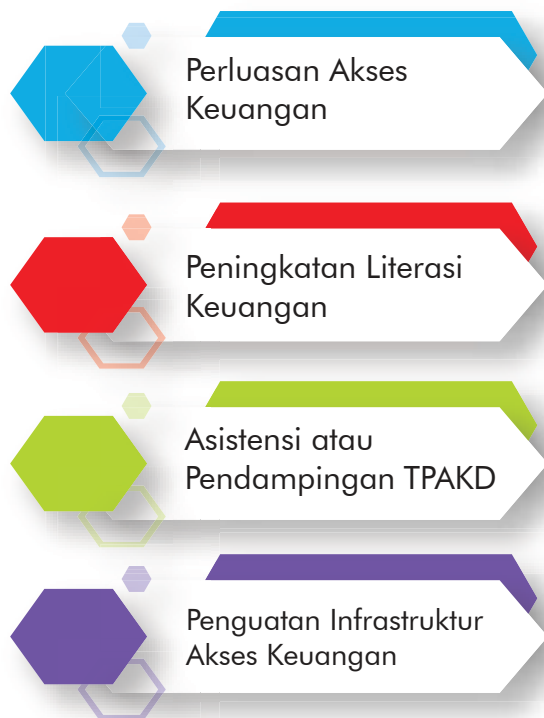 Perluasan Akses
Keuangan
Peningkatan Literasi
Keuangan
Asistensi atau
Pendampingan TPAKD
Penguatan Infrastruktur
Akses Keuangan